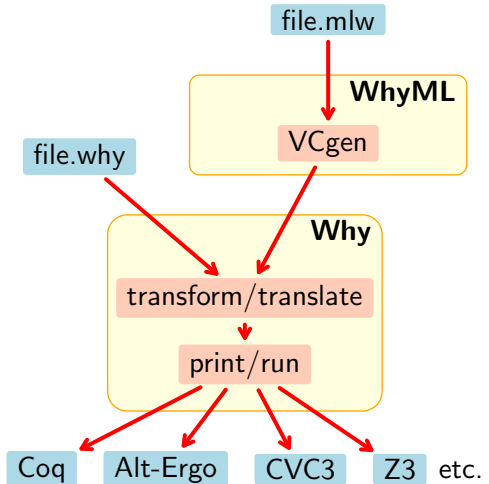 file.mlw
WhyML
VCgen
file.why
Why
transform/translate
print/run
Coq Alt-Ergo CVC3 Z3 etc.